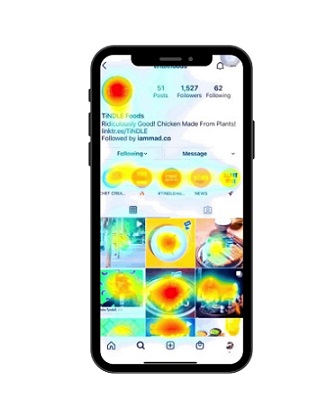 51 1,527 62
Posts Followers Following
TiNDLE Foods
Ridiculously Good! Chicken Made From Plants!
linktr.ee/TiNDLE
Followed by iammad.co
Following Message
NEWS